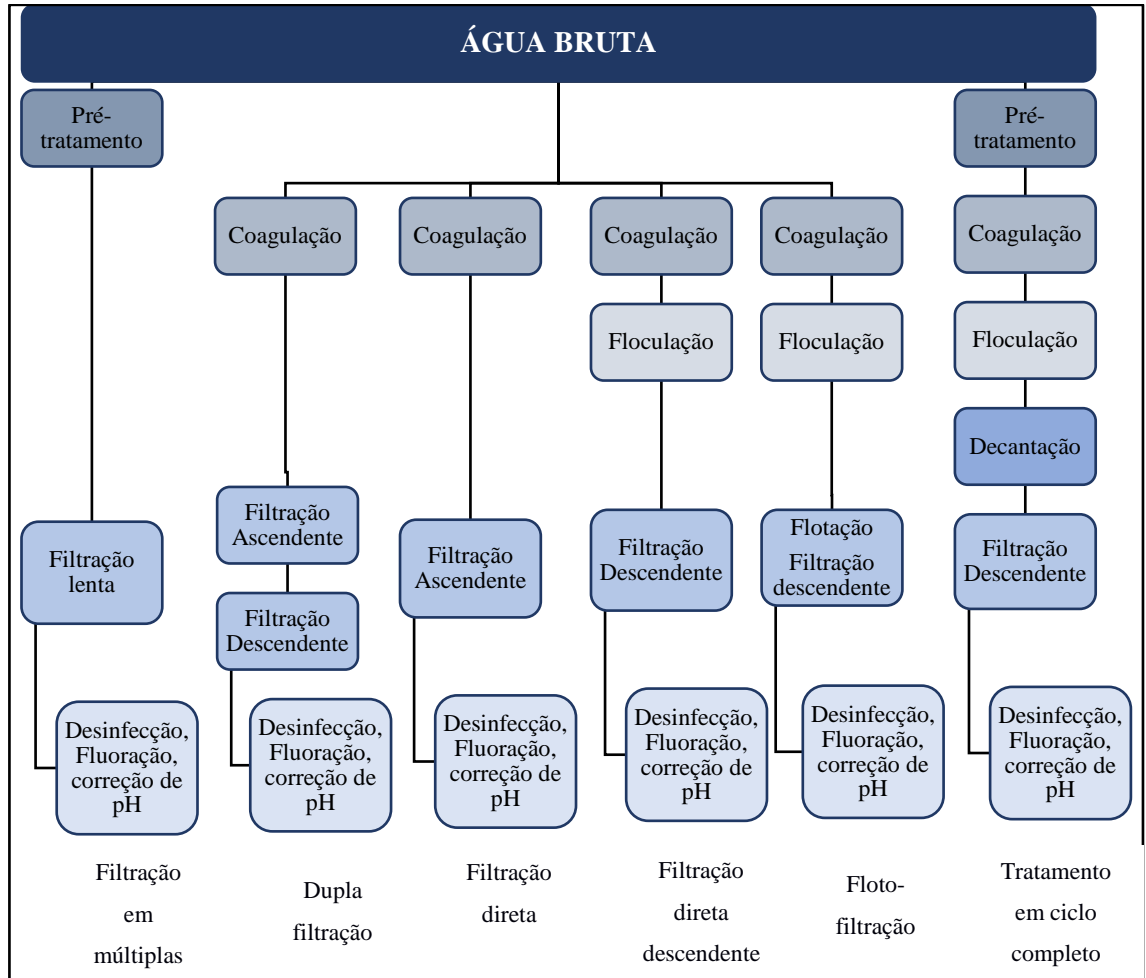 ÁGUA BRUTA
Pré-
tratamento
Pré-
tratamento
Coagulação
Coagulação
Coagulação
Coagulação
Coagulação
Floculação
Floculação
Floculação
Decantação
Filtração
lenta
Filtração
Ascendente
Filtração
Descendente
Filtração
Ascendente
Filtração
Descendente
Flotação
Filtração
descendente
Filtração
Descendente
Desinfecção,
Fluoração,
correção de
pH
Desinfecção,
Fluoração,
correção de
pH
Desinfecção,
Fluoração,
correção de
pH
Desinfecção,
Fluoração,
correção de
pH
Desinfecção,
Fluoração,
correção de
pH
Desinfecção,
Fluoração,
correção de
pH
Filtração
em
múltiplas
Dupla
filtração
Filtração
direta
Filtração
direta
descendente
Floto-
filtração
Tratamento
em ciclo
completo